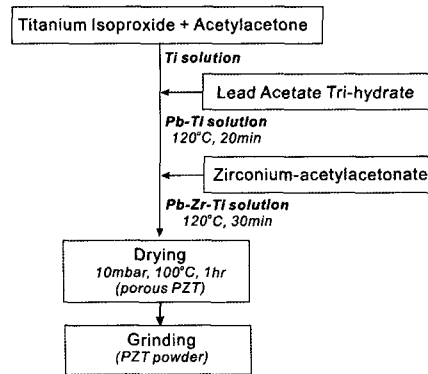 Titanium Isoproxide + Acetylacetone
Ti solution
Lead Acetate Tri-hydrate
Pb-Ti solution
120°C, 20min
Zirconium-acetylacetonate
Pb-Zr-Ti solution
120°C, 30min
Drying
10mbar, 100°C, 1hr
(porous PZT)
Grinding
(PZT powder)